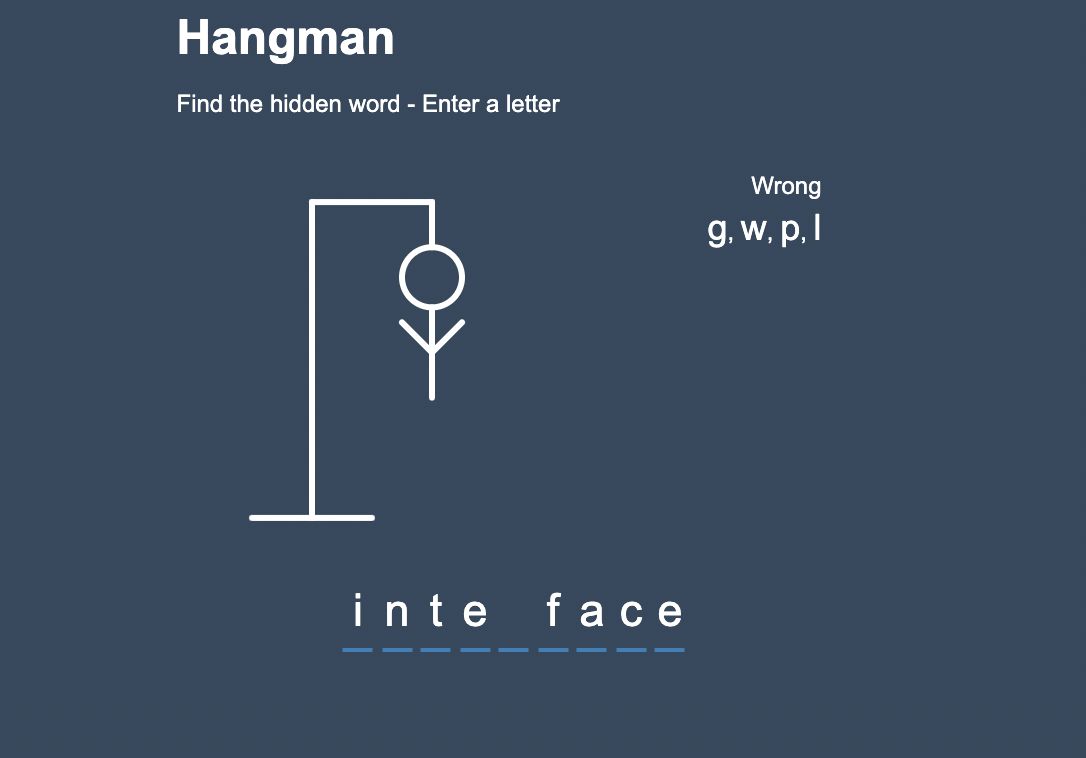 Hangman
Find the hidden word - Enter a letter
Wrong
g, w, p, l
i n t e _ f a c e